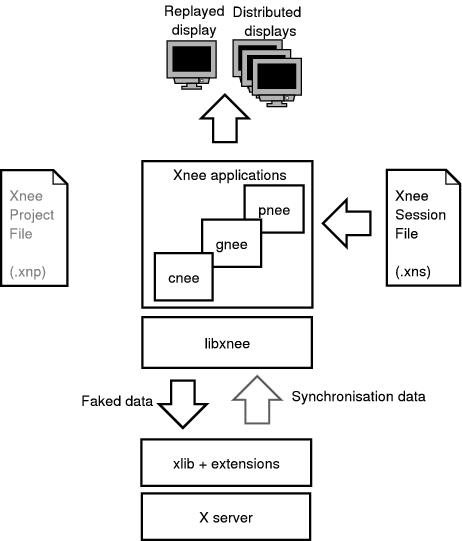 Replayed
display
Distributed
displays
Xnee applications
pnee
gnee
cnee
Xnee
Project
File
(.xnp)
Xnee
Session
File
(.xns)
libxnee
Faked data
Synchronisation data
xlib + extensions
X server